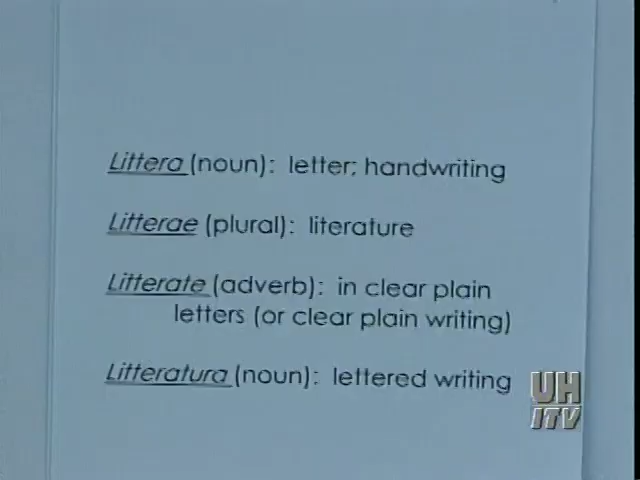 Littera (noun): letter; handwriting
Litterae (plural): literature
Litterate (adverb): in clear plain
letters (or clear plain writing)
Litteratura (noun): lettered writing
UH
ITV